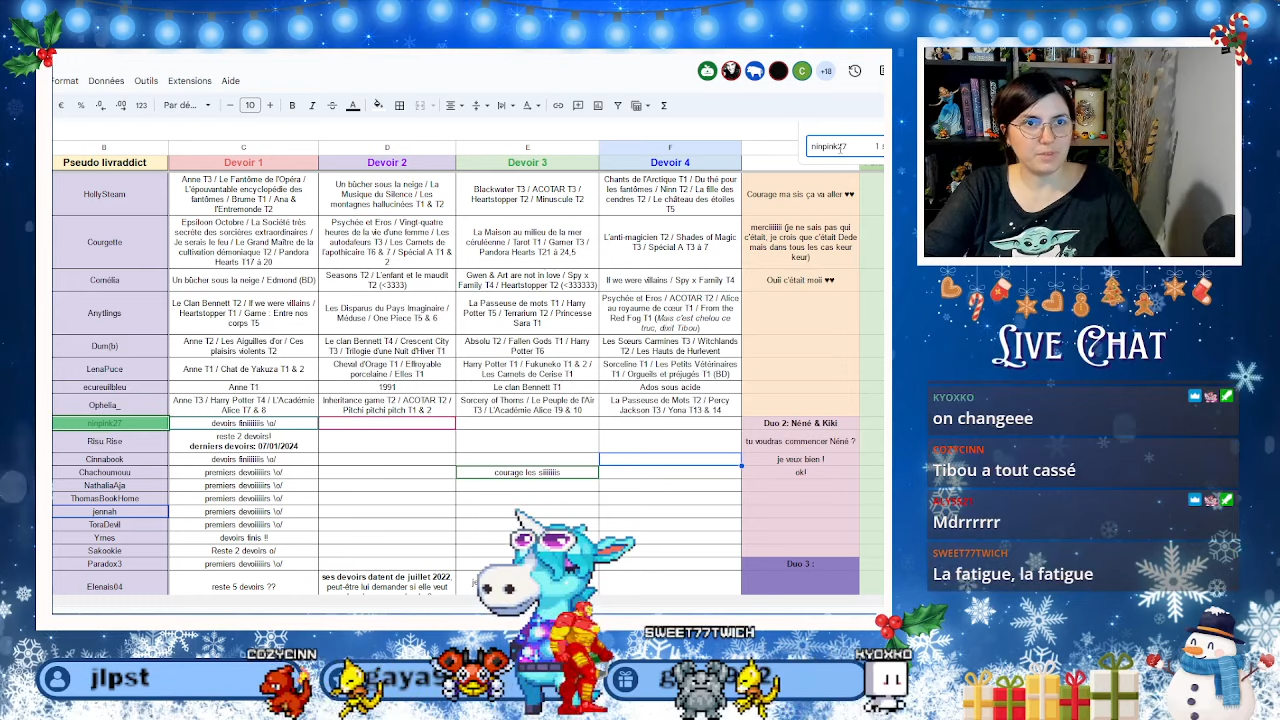 ormat Données Outils Extensions Aide
+18
€ % .0 .00 123 Par dé... − 10 + B I A Σ
ninpink27
B C D E F
Pseudo livraddict Devoir 1 Devoir 2 Devoir 3 Devoir 4
HollySteam
Anne T3 / Le Fantôme de l'Opéra /
L'épouvantable encyclopédie des
fantômes / Brume T1 / Ana &
l'Entremonde T2
Un bûcher sous la neige / La
Musique du Silence / Les
montagnes hallucinées T1 & T2
Blackwater T3 / ACOTAR T3 /
Heartstopper T2 / Minuscule T2
Chants de l'Arctique T1 / Du thé pour
les fantômes / Ninn T2 / La fille des
cendres T2 / Le château des étoiles
T5
Courage ma sis ça va aller ♥♥
Courgette
Epsiloon Octobre / La Société très
secrète des sorcières extraordinaires /
Je serais le feu / Le Grand Maître de la
cultivation démoniaque T2 / Pandora
Hearts T17 à 20
Psychée et Eros / Vingt-quatre
heures de la vie d'une femme / Les
autodaleurs T3 / Les Carnets de
l'apothicaire T6 & 7 / Spécial A T1 &
2
La Maison au milieu de la mer
céruléenne / Tarot T1 / Gamer T3 /
Pandora Hearts T21 à 24,5
L'anti-magicien T2 / Shades of Magic
T3 / Spécial A T3 à 7
merciiiiiii (je ne sais pas qui
c'était, je crois que c'était Dede
mais dans tous les cas keur
keur)
Cornélia
Un bûcher sous la neige / Edmond (BD)
Seasons T2 / L'enfant et le maudit
T2 (<3333)
Gwen & Art are not in love / Spy x
Family T4 / Heartstopper T2 (<33333)
If we were villains / Spy x Family T4
Ouii c'était moii ♥♥
Anytlings
Le Clan Bennett T2 / If we were villains /
Heartstopper T1 / Game : Entre nos
corps T5
Les Disparus du Pays Imaginaire /
Méduse / One Piece T5 & 6
La Passeuse de mots T1 / Harry
Potter T5 / Terrarium T2 / Princesse
Sara T1
Psychée et Eros / ACOTAR T2 / Alice
au royaume de cœur T1 / From the
Red Fog T1 (Mais c'est chelou ce
truc, dixit Tibou)
Dum(b)
Anne T2 / Les Aiguilles d'or / Ces
plaisirs violents T2
Le clan Bennett T4 / Crescent City
T3 / Trilogie d'une Nuit d'Hiver T1
Absolu T2 / Fallen Gods T1 / Harry
Potter T6
Les Sœurs Carmines T3 / Witchlands
T2 / Les Hauts de Hurlevent
LenaPuce
Anne T1 / Chat de Yakuza T1 & 2
Cheval d'Orage T1 / Effroyable
porcelaine / Elles T1
Harry Potter T1 / Fukuneko T1 & 2 /
Les Carnets de Cerise T1
Sorceline T1 / Les Petits Vétérinaires
T1 / Orgueils et préjugés T1 (BD)
ecureuilbleu Anne T1 1991 Le clan Bennett T1 Ados sous acide
Ophelia_
Anne T3 / Harry Potter T4 / L'Académie
Alice T7 & 8
Inheritance game T2 / ACOTAR T2 /
Pitchi pitchi pitch T1 & 2
Sorcery of Thorns / Le Peuple de l'Air
T3 / L'Académie Alice T9 & 10
La Passeuse de Mots T2 / Percy
Jackson T3 / Yona T13 & 14
ninpink27 devoirs finiiiiiiis \o/ Duo 2: Néné & Kiki
Risu Rise
reste 2 devoirs!
derniers devoirs: 07/01/2024
tu voudras commencer Néné ?
Cinnabook devoirs finiiiiiiis \o/ je veux bien !
Chachoumouu premiers devoiiiiirs \o/ courage les siiiiiiis ok!
NathaliaAja premiers devoiiiiirs \o/
ThomasBookHome premiers devoiiiiirs \o/
jennah premiers devoiiiiirs \o/
ToraDevil premiers devoiiiiirs \o/
Ymes devoirs finis !!
Sakookie Reste 2 devoirs o/
Paradox3 premiers devoiiiiirs \o/ Duo 3 :
Elenais04 reste 5 devoirs ??
ses devoirs datent de juillet 2022,
peut-être lui demander si elle veut
LIVE CHAT
KYOXKO
on changeee
COZYCINN
Tibou a tout cassé
Mdrrrrrr
SWEET77TWICH
La fatigue, la fatigue
COZYCINN SWEET77TWICH KYOXKO
jlpst